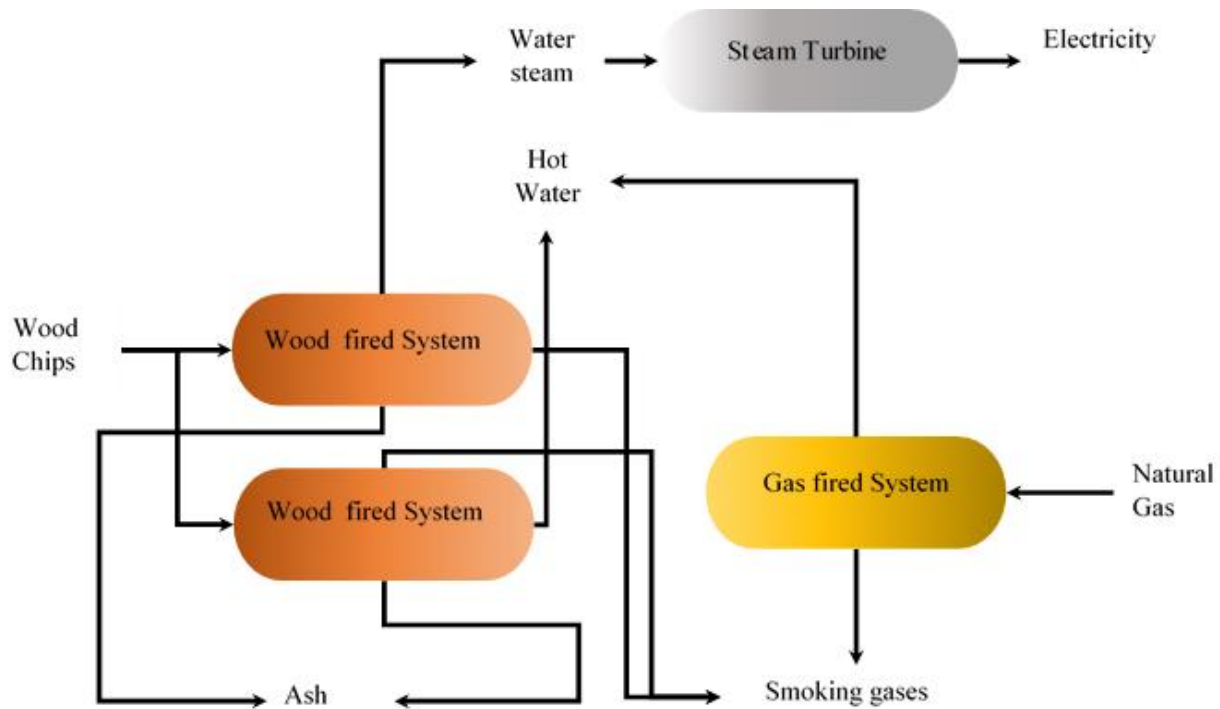 Water
steam
Steam Turbine
Electricity
Hot
Water
Wood
Chips
Wood fired System
Wood fired System
Gas fired System
Natural
Gas
Ash
Smoking gases